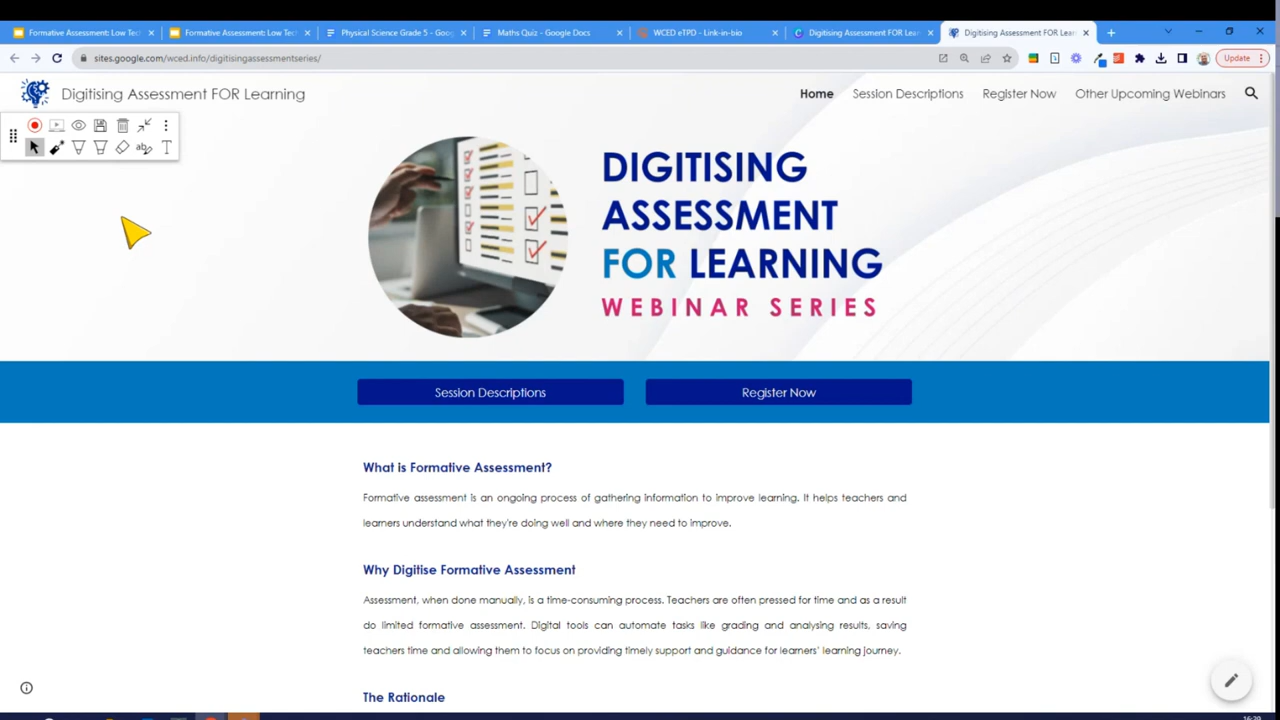 Formative Assessment: Low Tec
Formative Assessment: Low Tec
Physical Science Grade 5 - Goog
Maths Quiz - Google Docs
WCED eTPD - Link-in-bio
Digitising Assessment FOR Lear
Digitising Assessment FOR Lear
sites.google.com/wced.info/digitisingassessmentseries/
Update
Digitising Assessment FOR Learning
Home
Session Descriptions
Register Now
Other Upcoming Webinars
ab
T
DIGITISING
ASSESSMENT
FOR LEARNING
WEBINAR SERIES
Session Descriptions
Register Now
What is Formative Assessment?
Formative assessment is an ongoing process of gathering information to improve learning. It helps teachers and
learners understand what they're doing well and where they need to improve.
Why Digitise Formative Assessment
Assessment, when done manually, is a time-consuming process. Teachers are often pressed for time and as a result
do limited formative assessment. Digital tools can automate tasks like grading and analysing results, saving
teachers time and allowing them to focus on providing timely support and guidance for learners' learning journey.
The Rationale